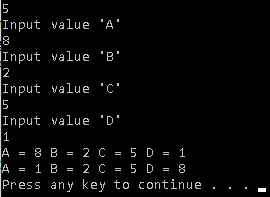 5
Input value 'A'
8
Input value 'B'
2
Input value 'C'
5
Input value 'D'
1
A = 8 B = 2 C = 5 D = 1
A = 1 B = 2 C = 5 D = 8
Press any key to continue . . .